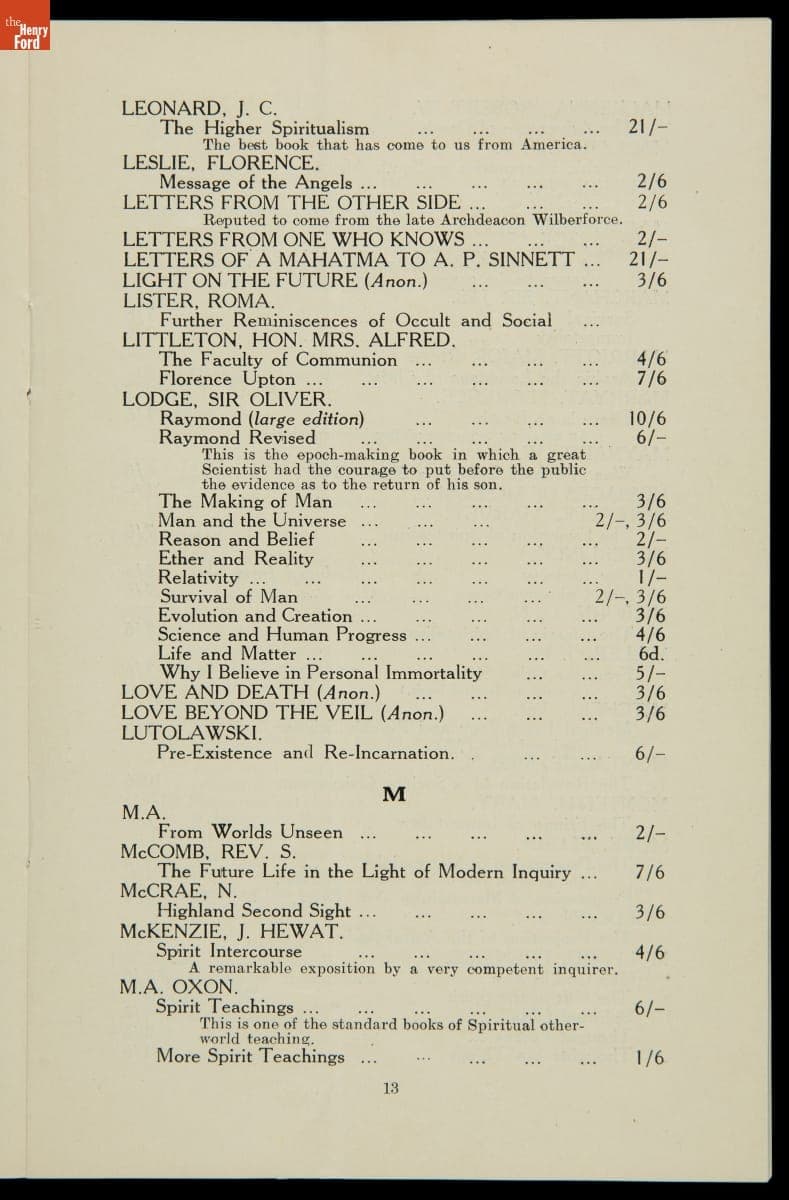 the
Henry
Ford
LEONARD, J. C.
The Higher Spiritualism ... ... ... ... 21/-
The best book that has come to us from America.
LESLIE, FLORENCE.
Message of the Angels ... ... ... ... ... 2/6
LETTERS FROM THE OTHER SIDE ... ... ... 2/6
Reputed to come from the late Archdeacon Wilberforce.
LETTERS FROM ONE WHO KNOWS ... ... ... 2/-
LETTERS OF A MAHATMA TO A. P. SINNETT ... 21/-
LIGHT ON THE FUTURE (Anon.) ... ... ... 3/6
LISTER, ROMA.
Further Reminiscences of Occult and Social ...
LITTLETON, HON. MRS. ALFRED.
The Faculty of Communion ... ... ... ... 4/6
Florence Upton ... ... ... ... ... ... 7/6
LODGE, SIR OLIVER.
Raymond (large edition) ... ... ... ... 10/6
Raymond Revised ... ... ... ... ... 6/-
This is the epoch-making book in which a great
Scientist had the courage to put before the public
the evidence as to the return of his son.
The Making of Man ... ... ... ... ... 3/6
Man and the Universe ... ... ... 2/-, 3/6
Reason and Belief ... ... ... ... ... 2/-
Ether and Reality ... ... ... ... ... 3/6
Relativity ... ... ... ... ... ... ... 1/-
Survival of Man ... ... ... ... 2/-, 3/6
Evolution and Creation ... ... ... ... ... 3/6
Science and Human Progress ... ... ... ... 4/6
Life and Matter ... ... ... ... ... ... 6d.
Why I Believe in Personal Immortality ... ... 5/-
LOVE AND DEATH (Anon.) ... ... ... ... 3/6
LOVE BEYOND THE VEIL (Anon.) ... ... ... 3/6
LUTOLAWSKI.
Pre-Existence and Re-Incarnation. . ... ... 6/-
M
M.A.
From Worlds Unseen ... ... ... ... ... 2/-
McCOMB, REV. S.
The Future Life in the Light of Modern Inquiry ... 7/6
McCRAE, N.
Highland Second Sight ... ... ... ... ... 3/6
McKENZIE, J. HEWAT.
Spirit Intercourse ... ... ... ... ... 4/6
A remarkable exposition by a very competent inquirer.
M.A. OXON.
Spirit Teachings ... ... ... ... ... ... 6/-
This is one of the standard books of Spiritual other-
world teaching.
More Spirit Teachings ... ... ... ... ... 1/6
13